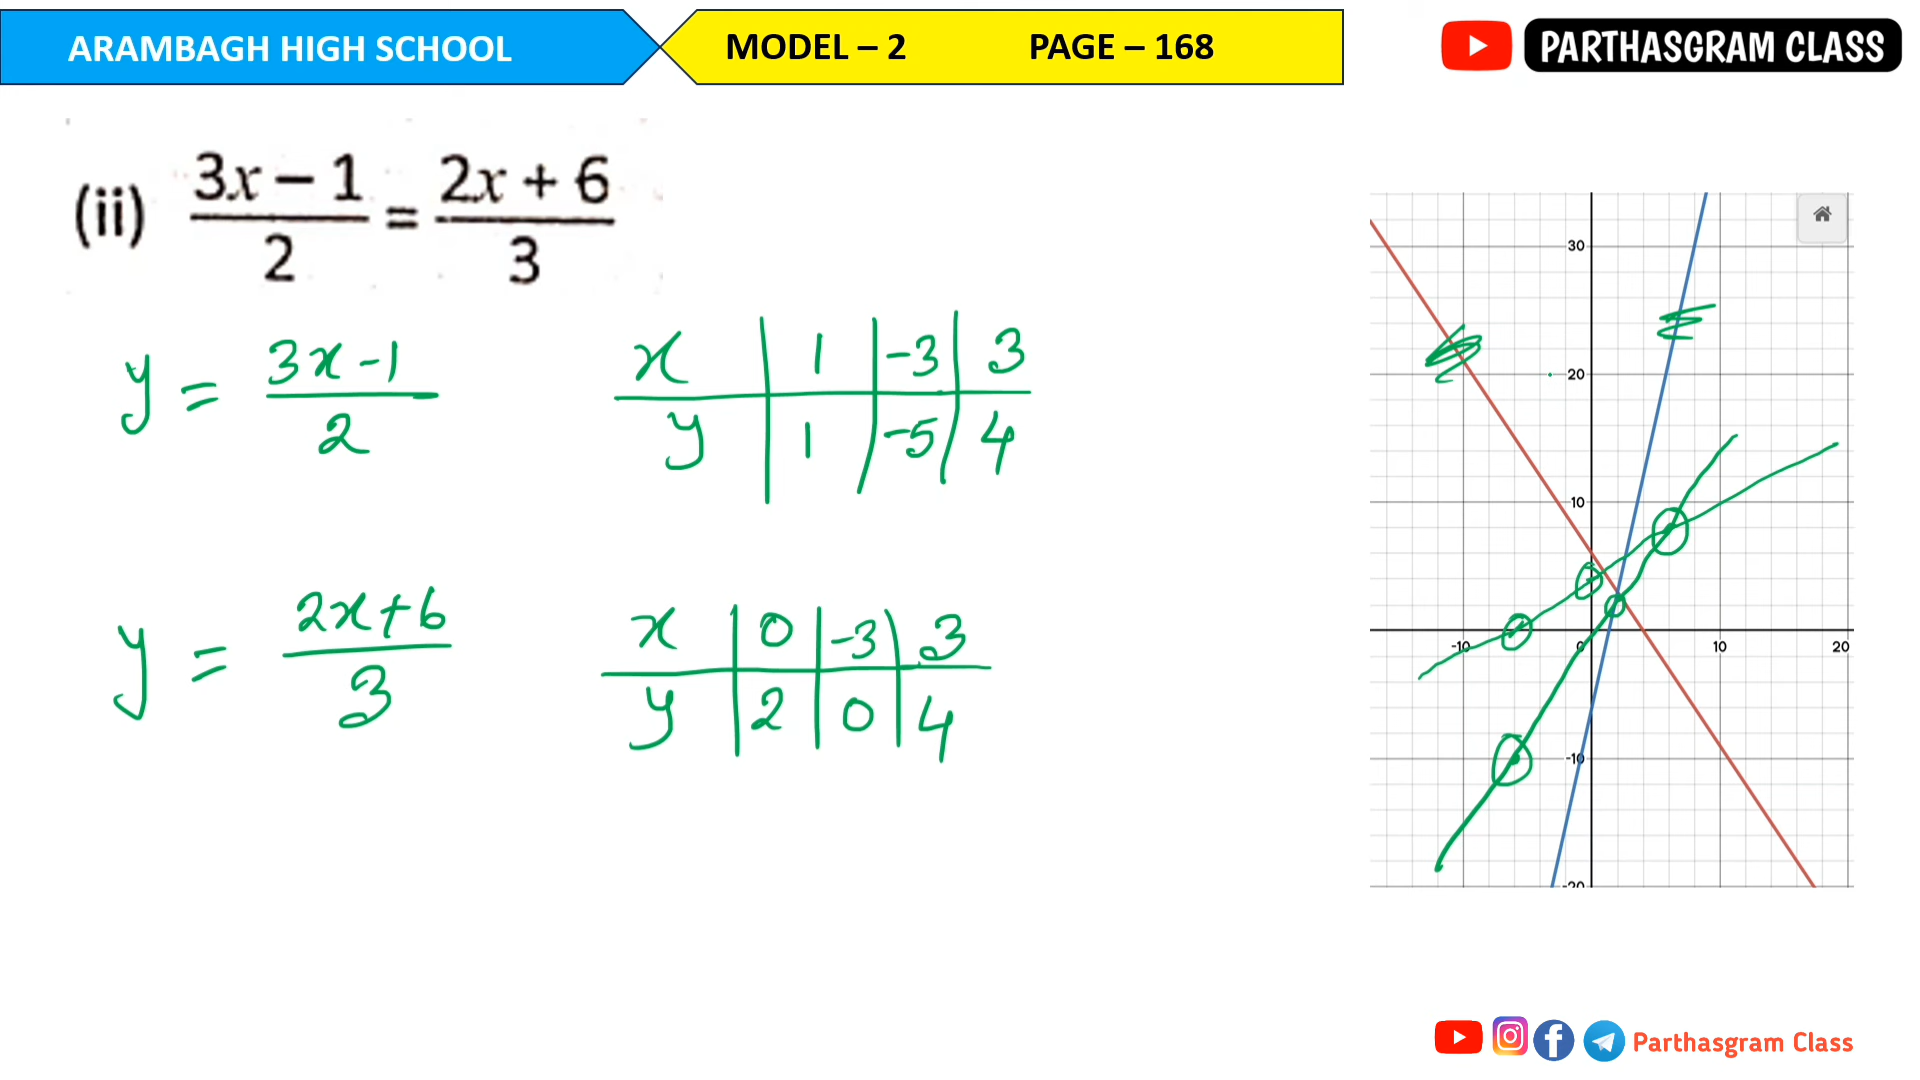 ARAMBAGH HIGH SCHOOL
MODEL – 2 PAGE – 168
PARTHASGRAM CLASS
(ii) (3x – 1)/2 = (2x + 6)/3
y = (3x-1)/2
x | 1 | -3 | 3
y | 1 | -5 | 4
y = (2x+6)/3
x | 0 | -3 | 3
y | 2 | 0 | 4
30
20
10
-10 0 10 20
-10
-20
Parthasgram Class